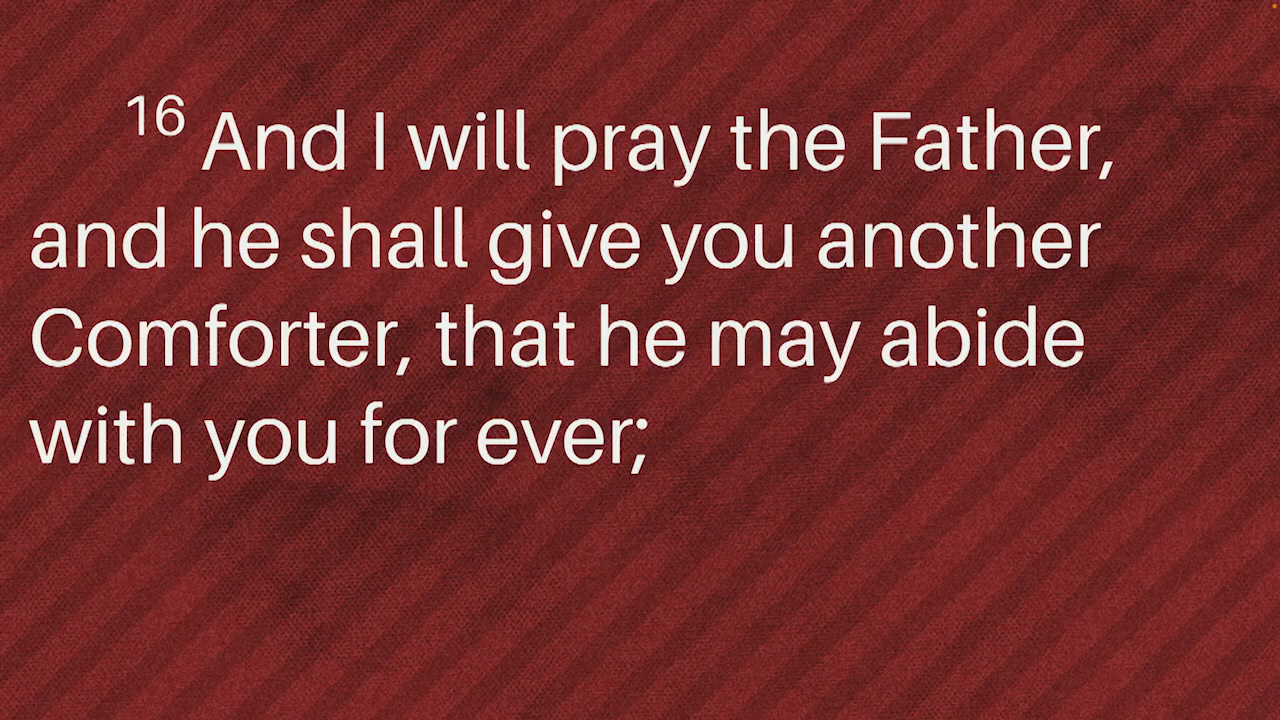 16 And I will pray the Father,
and he shall give you another
Comforter, that he may abide
with you for ever;